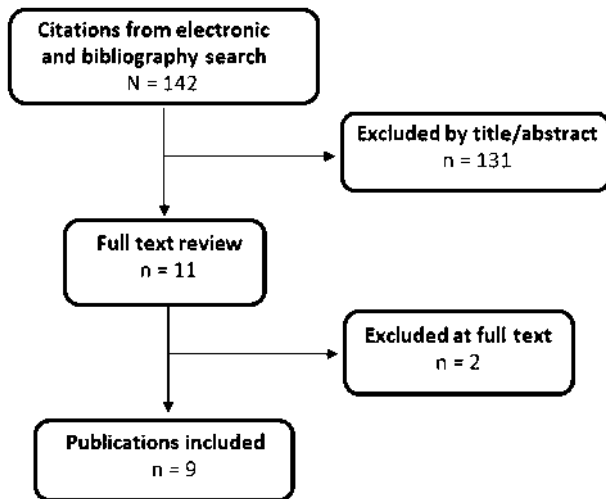 Citations from electronic
and bibliography search
N = 142
Excluded by title/abstract
n = 131
Full text review
n = 11
Excluded at full text
n = 2
Publications included
n = 9